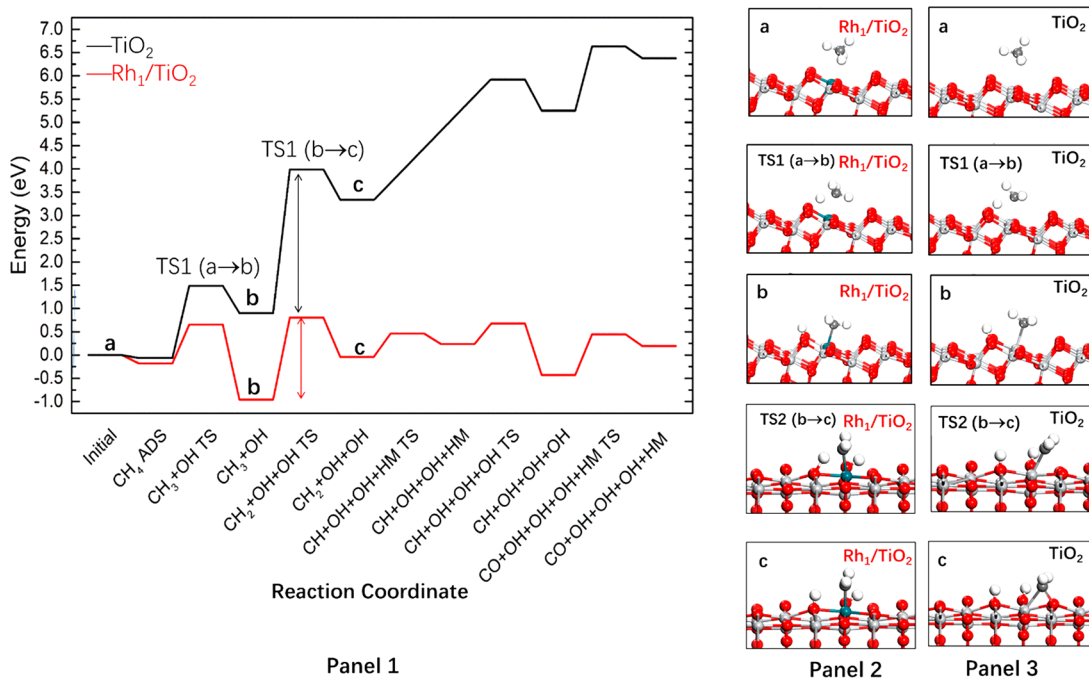 TiO₂
Rh₁/TiO₂
Energy (eV)
7.0
6.5
6.0
5.5
5.0
4.5
4.0
3.5
3.0
2.5
2.0
1.5
1.0
0.5
0.0
-0.5
-1.0
a
TS1 (a→b)
b
b
TS1 (b→c)
c
c
Initial
CH₄ ADS
CH₃+OH TS
CH₃+OH
CH₂+OH+OH TS
CH₂+OH+OH
CH+OH+OH+HM TS
CH+OH+OH+HM
CH+OH+OH+OH TS
CH+OH+OH+OH
CO+OH+OH+OH+HM TS
CO+OH+OH+OH+HM
Reaction Coordinate
Panel 1
a Rh₁/TiO₂
a TiO₂
TS1 (a→b) Rh₁/TiO₂
TS1 (a→b) TiO₂
b Rh₁/TiO₂
b TiO₂
TS2 (b→c) Rh₁/TiO₂
TS2 (b→c) TiO₂
c Rh₁/TiO₂
c TiO₂
Panel 2
Panel 3